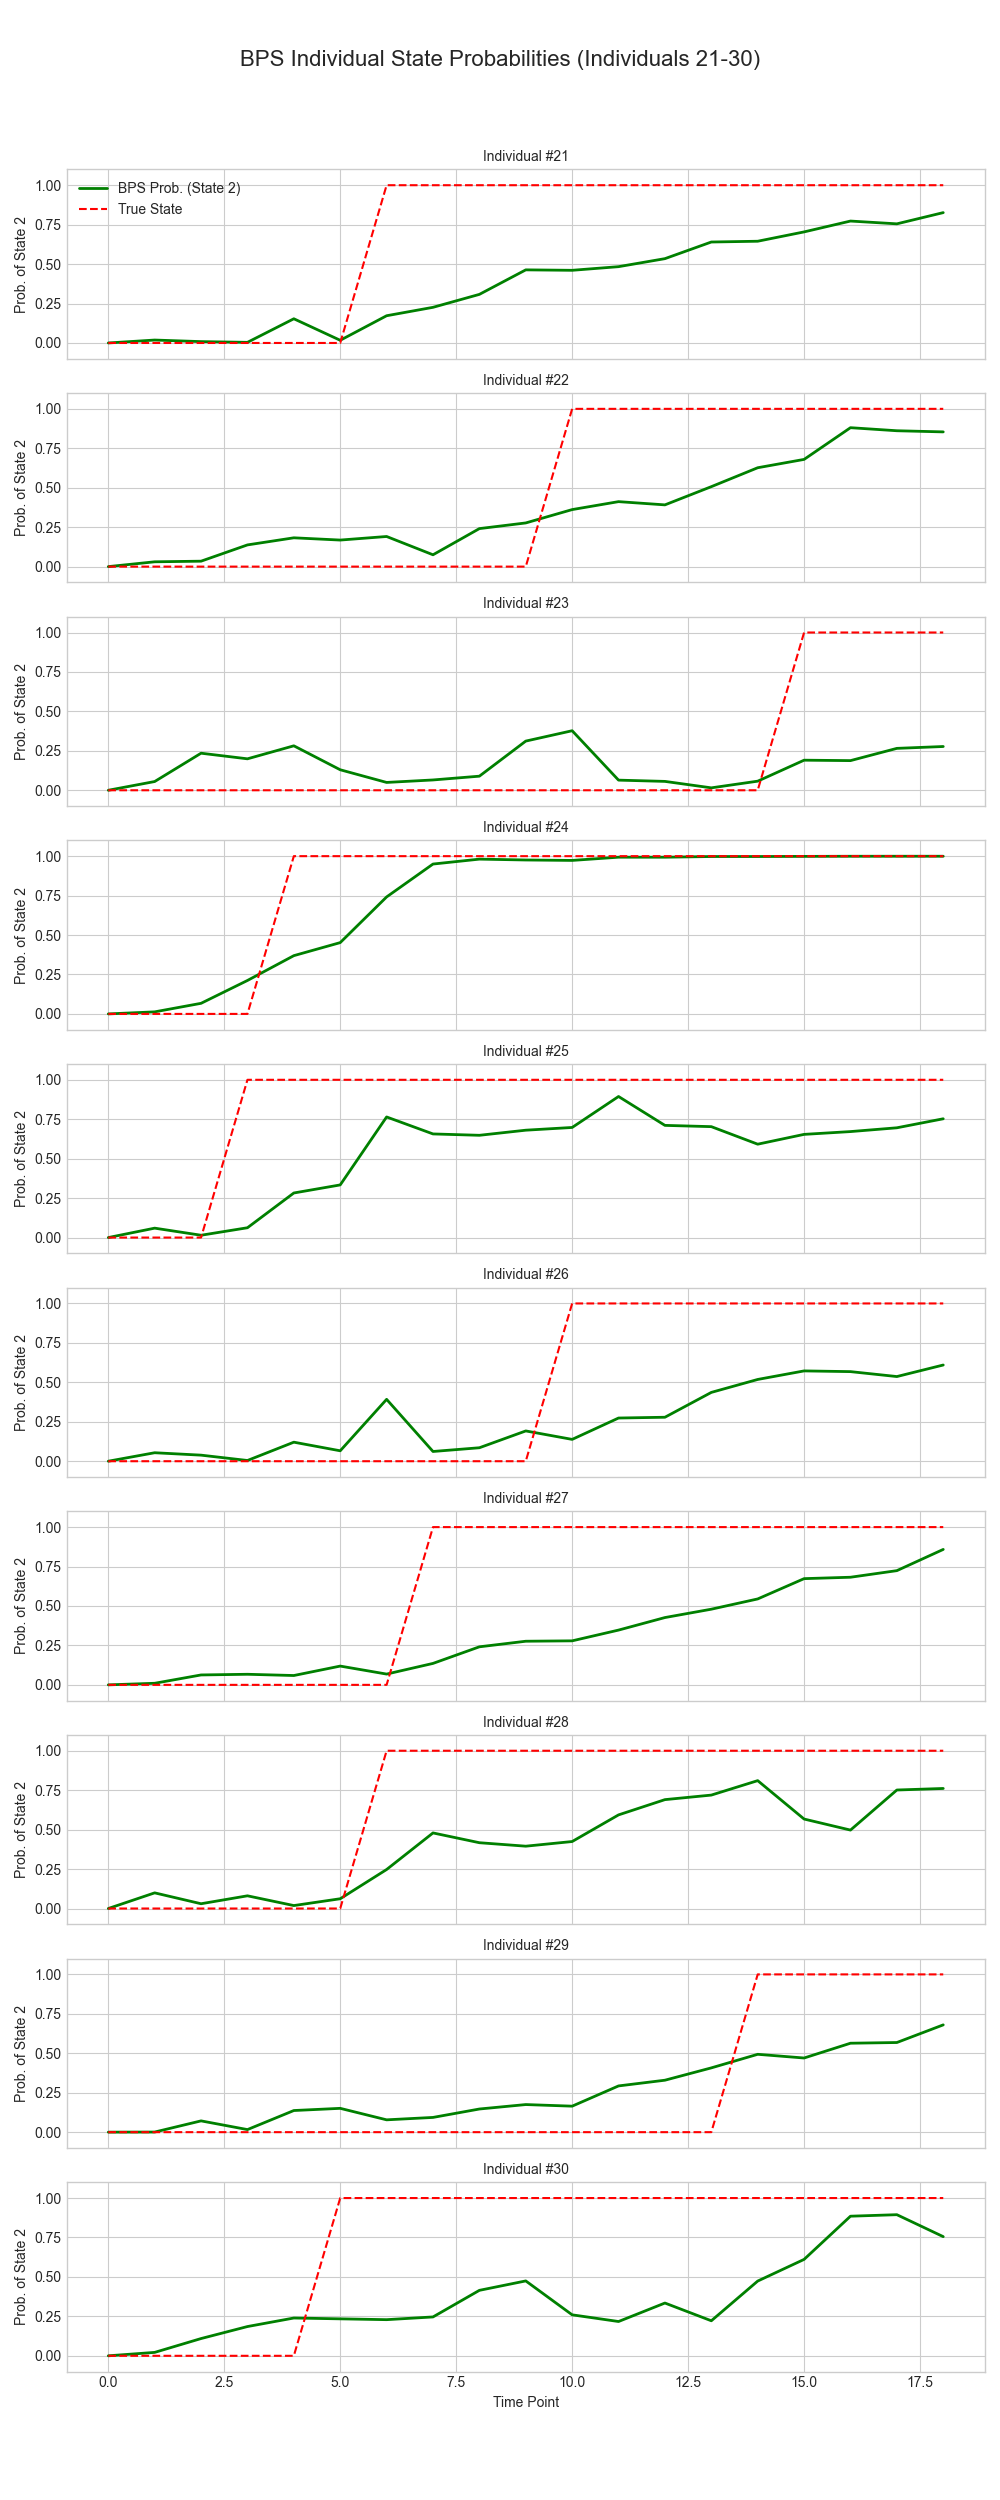 BPS Individual State Probabilities (Individuals 21-30)
Individual #21
BPS Prob. (State 2)
True State
1.00
0.75
0.50
0.25
0.00
Prob. of State 2
Individual #22
1.00
0.75
0.50
0.25
0.00
Prob. of State 2
Individual #23
1.00
0.75
0.50
0.25
0.00
Prob. of State 2
Individual #24
1.00
0.75
0.50
0.25
0.00
Prob. of State 2
Individual #25
1.00
0.75
0.50
0.25
0.00
Prob. of State 2
Individual #26
1.00
0.75
0.50
0.25
0.00
Prob. of State 2
Individual #27
1.00
0.75
0.50
0.25
0.00
Prob. of State 2
Individual #28
1.00
0.75
0.50
0.25
0.00
Prob. of State 2
Individual #29
1.00
0.75
0.50
0.25
0.00
Prob. of State 2
Individual #30
1.00
0.75
0.50
0.25
0.00
Prob. of State 2
0.0 2.5 5.0 7.5 10.0 12.5 15.0 17.5
Time Point